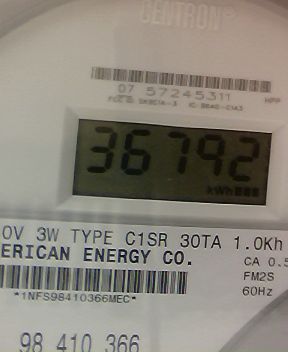 CENTRON®
07 57245311
36792
kWh
0V 3W TYPE C1SR 30TA 1.0Kh
ERICAN ENERGY CO.
CA 0.5
FM2S
*1NFS98410366MEC*
60Hz
98 410 366